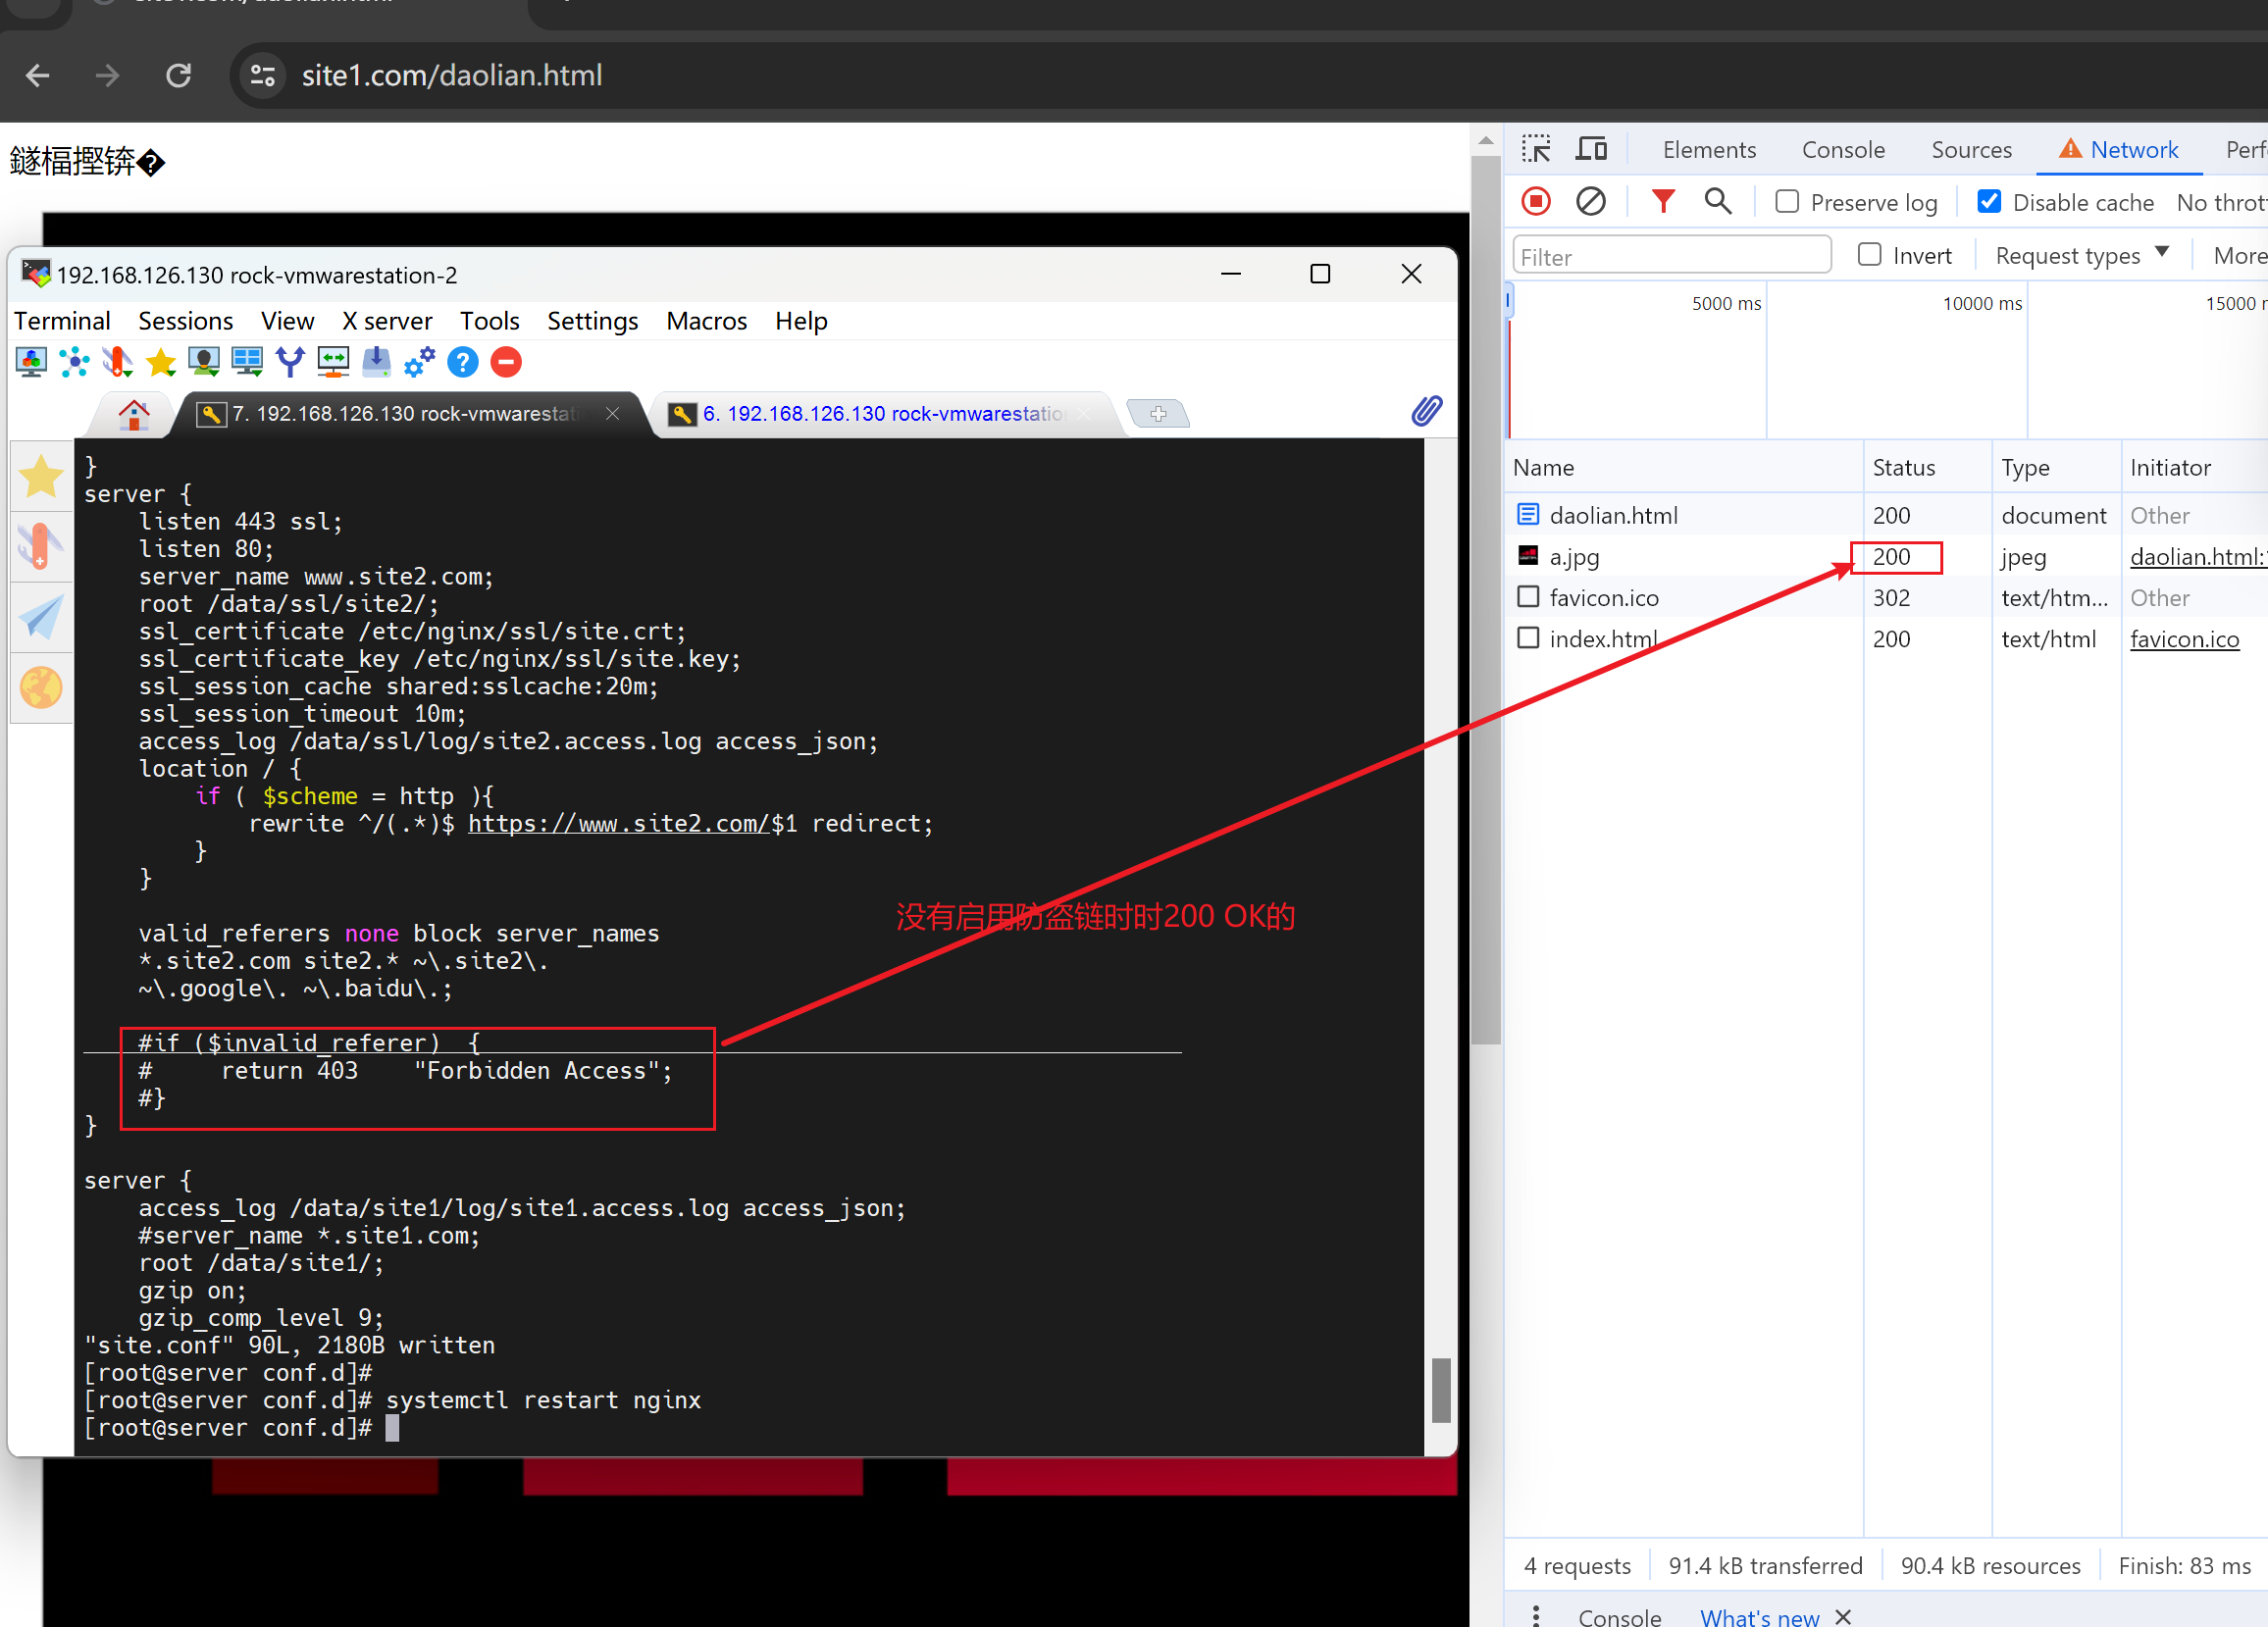 site1.com/daolian.html
192.168.126.130 rock-vmwarestation-2
Terminal Sessions View X server Tools Settings Macros Help
7. 192.168.126.130 rock-vmwarestati
6. 192.168.126.130 rock-vmwarestatio
}
server {
listen 443 ssl;
listen 80;
server_name www.site2.com;
root /data/ssl/site2/;
ssl_certificate /etc/nginx/ssl/site.crt;
ssl_certificate_key /etc/nginx/ssl/site.key;
ssl_session_cache shared:sslcache:20m;
ssl_session_timeout 10m;
access_log /data/ssl/log/site2.access.log access_json;
location / {
if ( $scheme = http ){
rewrite ^/(.*)$ https://www.site2.com/$1 redirect;
}
}
没有启用防盗链时时200 OK的
valid_referers none block server_names
*.site2.com site2.* ~\.site2\.
~\.google\. ~\.baidu\.;
#if ($invalid_referer) {
# return 403 "Forbidden Access";
#}
}
server {
access_log /data/site1/log/site1.access.log access_json;
#server_name *.site1.com;
root /data/site1/;
gzip on;
gzip_comp_level 9;
"site.conf" 90L, 2180B written
[root@server conf.d]#
[root@server conf.d]# systemctl restart nginx
[root@server conf.d]#
Elements Console Sources Network Perf
Preserve log Disable cache No thrott
Filter Invert Request types More
5000 ms 10000 ms 15000
Name Status Type Initiator
daolian.html 200 document Other
a.jpg 200 jpeg daolian.html:
favicon.ico 302 text/htm... Other
index.html 200 text/html favicon.ico
4 requests 91.4 kB transferred 90.4 kB resources Finish: 83 ms
Console What's new